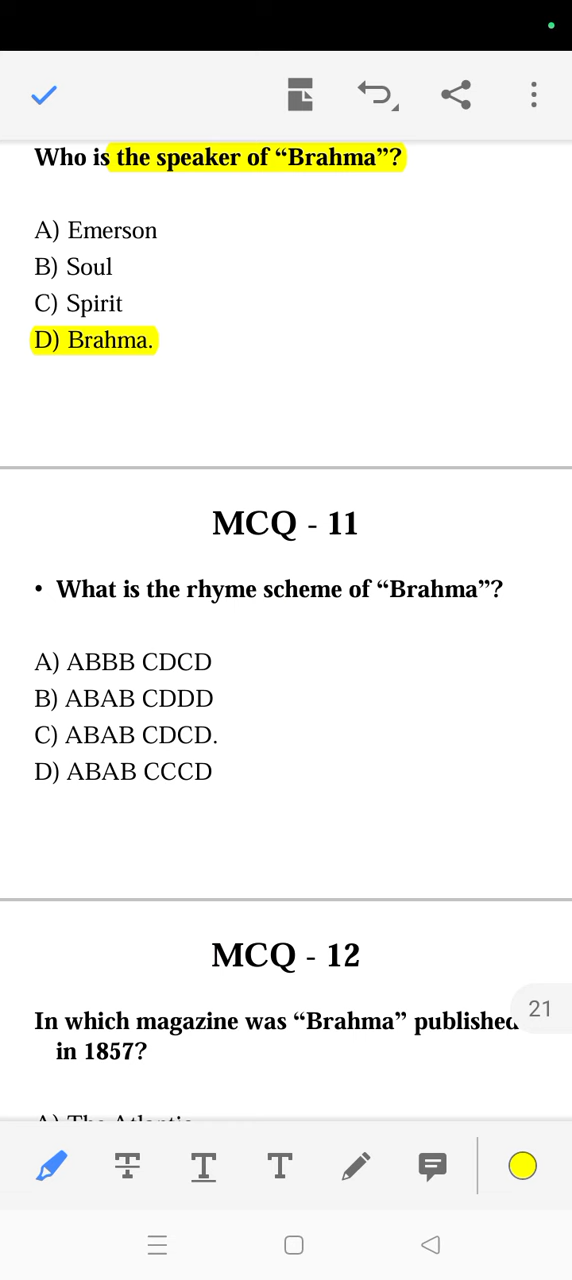 Who is the speaker of “Brahma”?
A) Emerson
B) Soul
C) Spirit
D) Brahma.
MCQ - 11
• What is the rhyme scheme of “Brahma”?
A) ABBB CDCD
B) ABAB CDDD
C) ABAB CDCD.
D) ABAB CCCD
MCQ - 12
In which magazine was “Brahma” published
in 1857?
21
A) The Atlantic
T T T